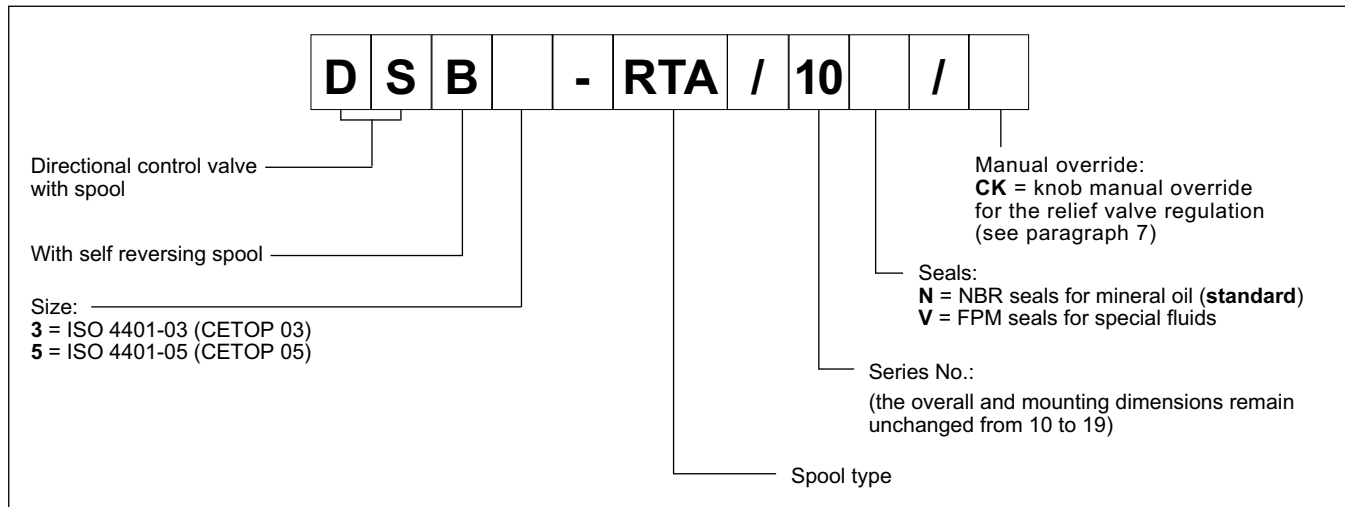 D S B - RTA / 10 /
Directional control valve
with spool
With self reversing spool
Size:
3 = ISO 4401-03 (CETOP 03)
5 = ISO 4401-05 (CETOP 05)
Manual override:
CK = knob manual override
for the relief valve regulation
(see paragraph 7)
Seals:
N = NBR seals for mineral oil (standard)
V = FPM seals for special fluids
Series No.:
(the overall and mounting dimensions remain
unchanged from 10 to 19)
Spool type